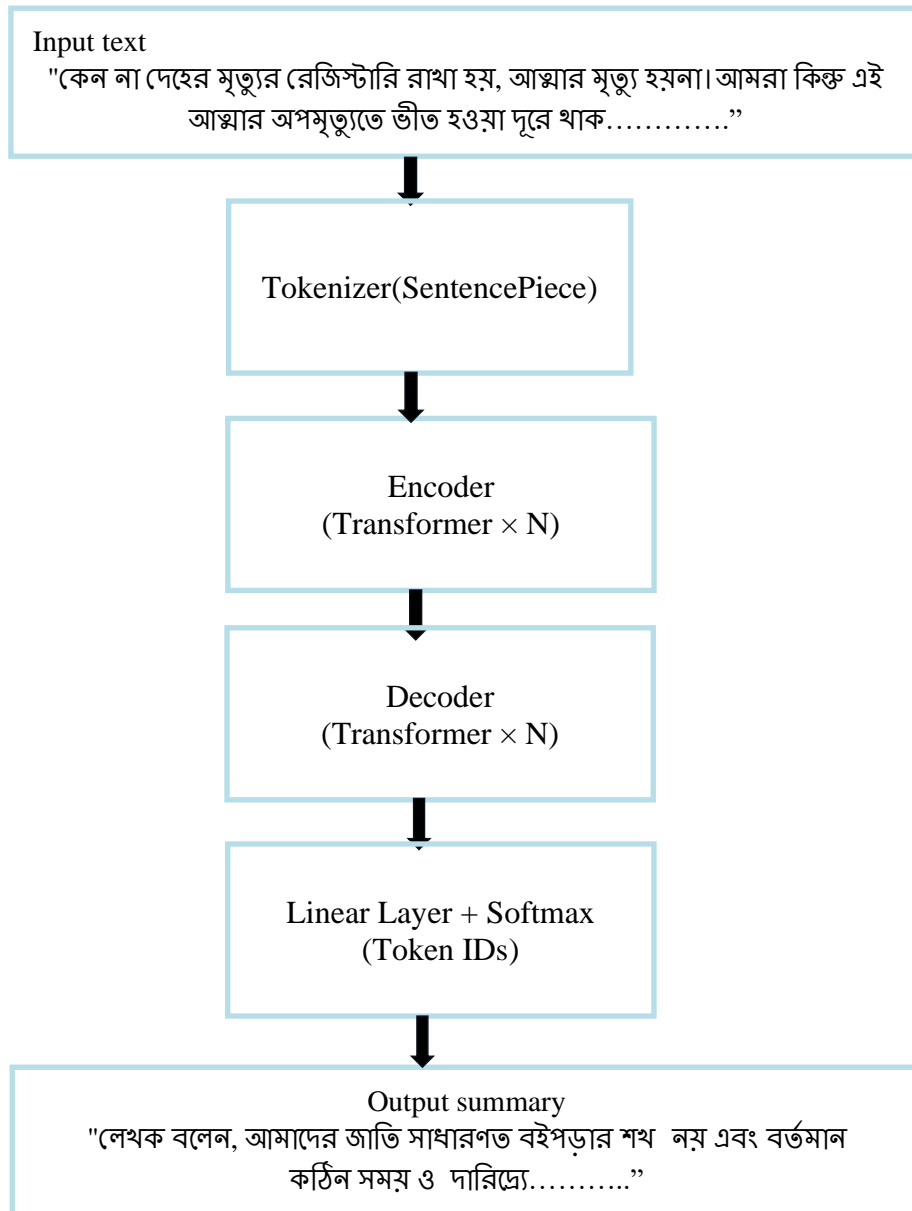 Input text
"কেন না দেহের মৃত্যুর রেজিস্টারি রাখা হয়, আত্মার মৃত্যু হয়না। আমরা কিন্তু এই
আত্মার অপমৃত্যুতে ভীত হওয়া দূরে থাক.............”
Tokenizer(SentencePiece)
Encoder
(Transformer × N)
Decoder
(Transformer × N)
Linear Layer + Softmax
(Token IDs)
Output summary
"লেখক বলেন, আমাদের জাতি সাধারণত বইপড়ার শখ নয় এবং বর্তমান
কঠিন সময় ও দারিদ্র্যে...........”